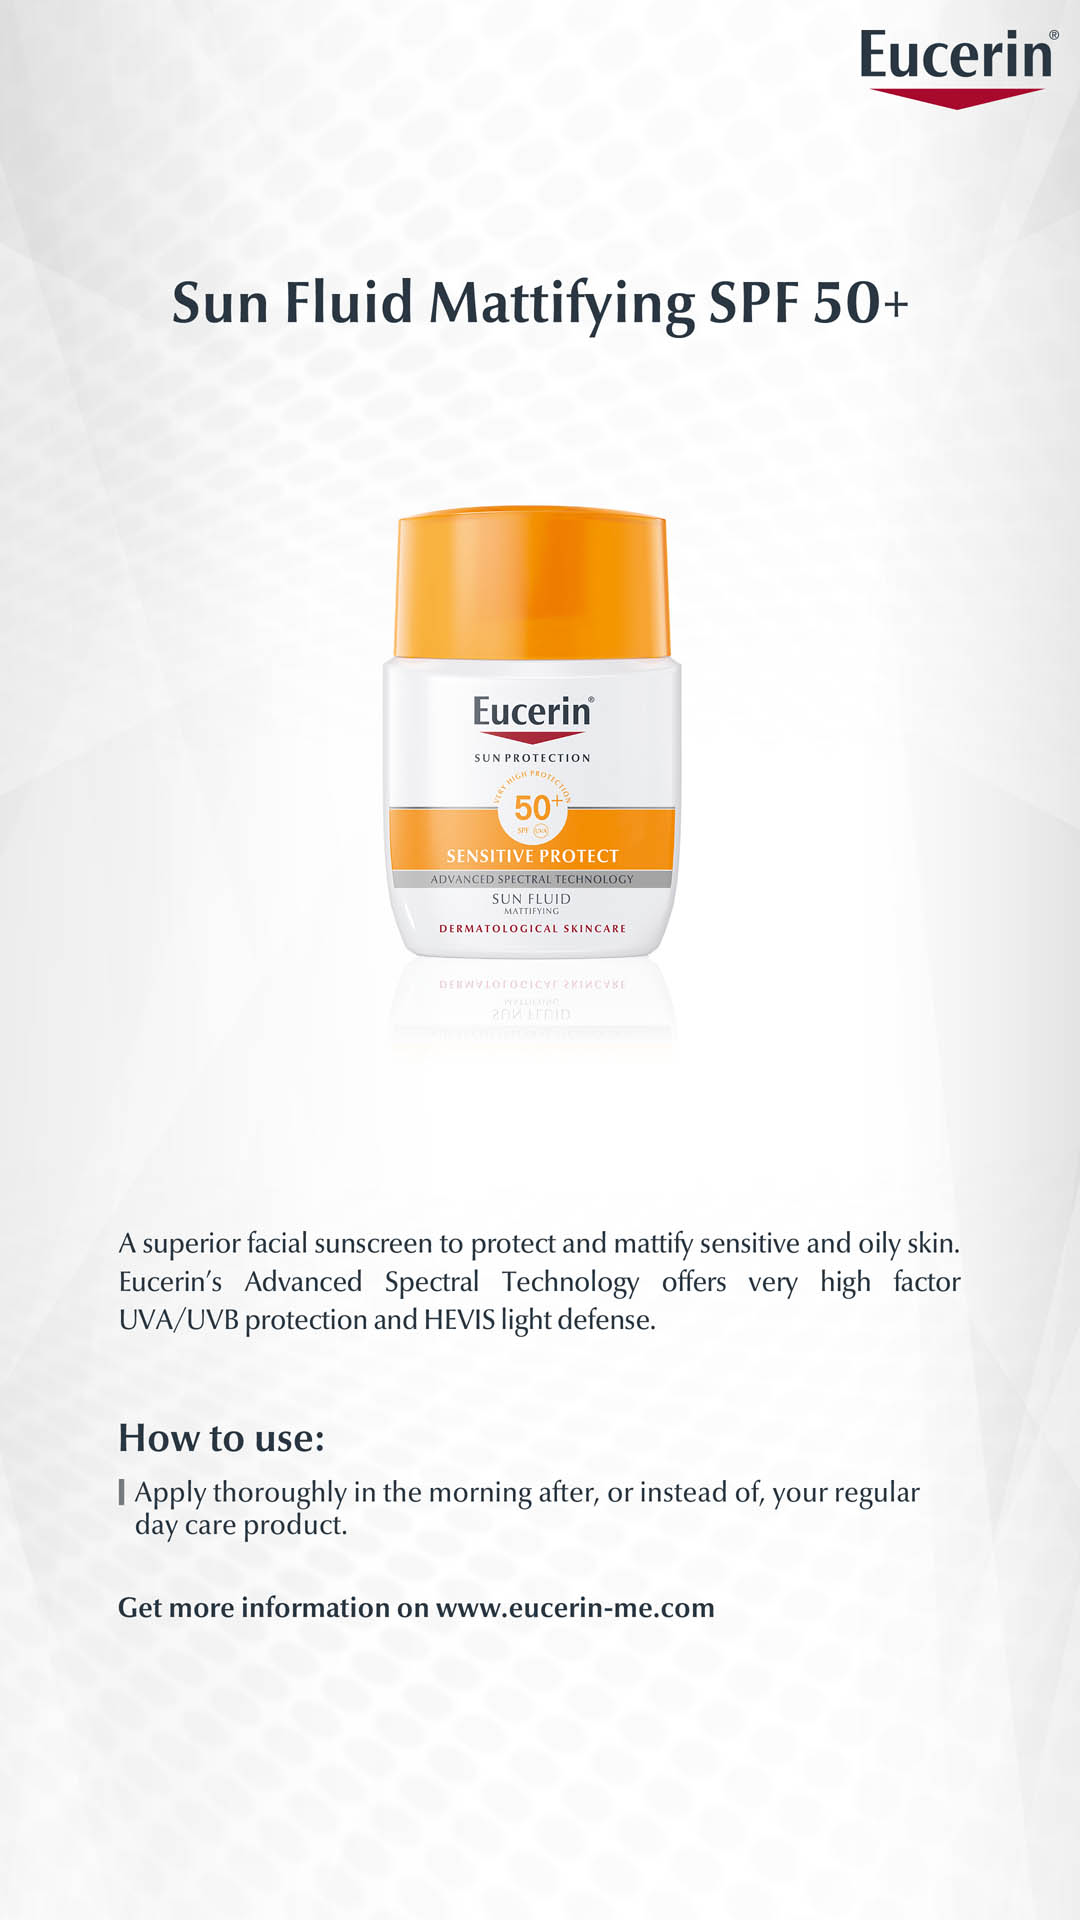 Eucerin®
Sun Fluid Mattifying SPF 50+
Eucerin®
SUN PROTECTION
VERY HIGH PROTECTION
50+
SPF UVA
SENSITIVE PROTECT
ADVANCED SPECTRAL TECHNOLOGY
SUN FLUID
MATTIFYING
DERMATOLOGICAL SKINCARE
A superior facial sunscreen to protect and mattify sensitive and oily skin.
Eucerin’s Advanced Spectral Technology offers very high factor
UVA/UVB protection and HEVIS light defense.
How to use:
Apply thoroughly in the morning after, or instead of, your regular
day care product.
Get more information on www.eucerin-me.com